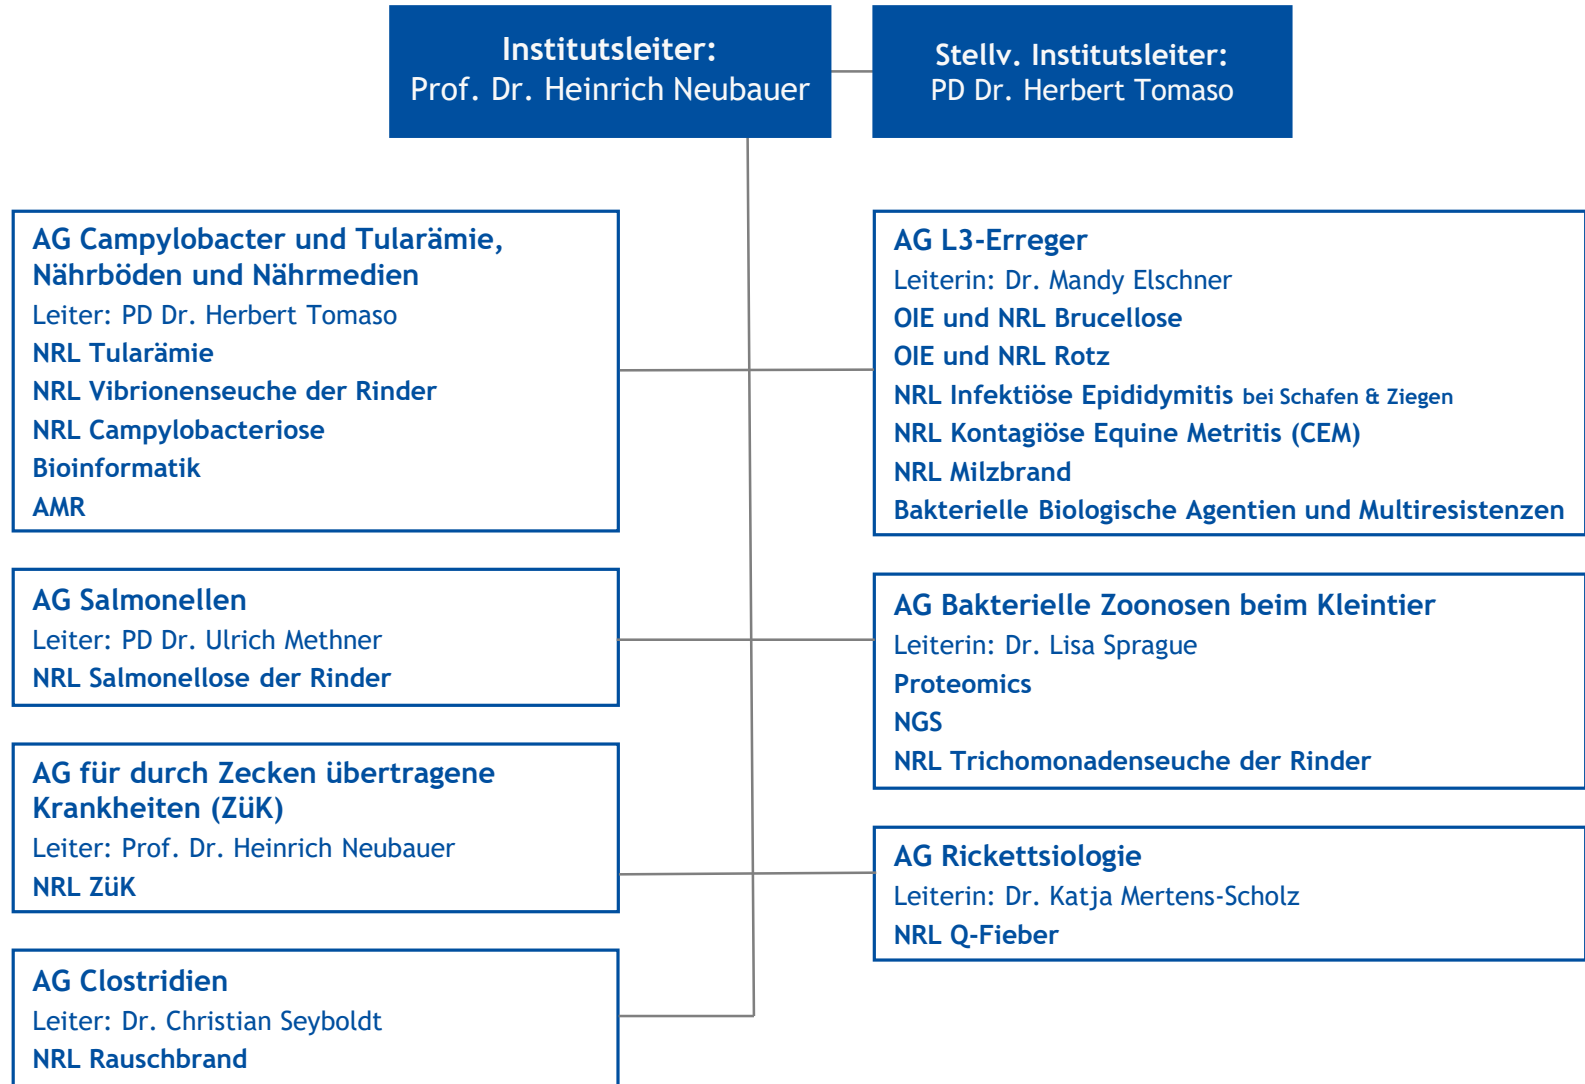 Institutsleiter:
Prof. Dr. Heinrich Neubauer
Stellv. Institutsleiter:
PD Dr. Herbert Tomaso
AG Campylobacter und Tularämie,
Nährböden und Nährmedien
Leiter: PD Dr. Herbert Tomaso
NRL Tularämie
NRL Vibrionenseuche der Rinder
NRL Campylobacteriose
Bioinformatik
AMR
AG L3-Erreger
Leiterin: Dr. Mandy Elschner
OIE und NRL Brucellose
OIE und NRL Rotz
NRL Infektiöse Epididymitis bei Schafen & Ziegen
NRL Kontagiöse Equine Metritis (CEM)
NRL Milzbrand
Bakterielle Biologische Agentien und Multiresistenzen
AG Salmonellen
Leiter: PD Dr. Ulrich Methner
NRL Salmonellose der Rinder
AG Bakterielle Zoonosen beim Kleintier
Leiterin: Dr. Lisa Sprague
Proteomics
NGS
NRL Trichomonadenseuche der Rinder
AG für durch Zecken übertragene
Krankheiten (ZüK)
Leiter: Prof. Dr. Heinrich Neubauer
NRL ZüK
AG Rickettsiologie
Leiterin: Dr. Katja Mertens-Scholz
NRL Q-Fieber
AG Clostridien
Leiter: Dr. Christian Seyboldt
NRL Rauschbrand